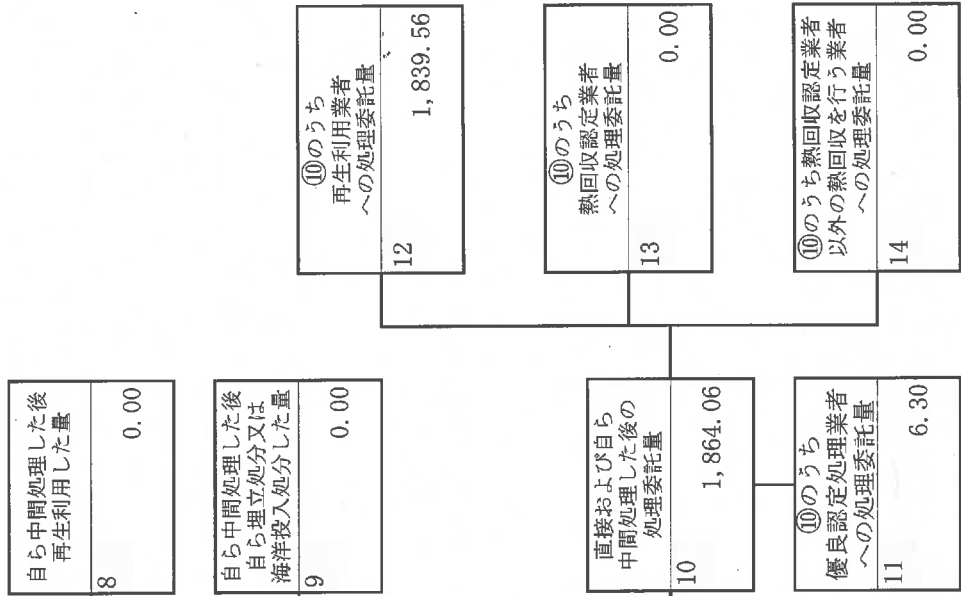 自ら中間処理した後
再生利用した量
8
0.00
自ら中間処理した後
自ら埋立処分又は
海洋投入処分した量
9
0.00
直接および自ら
中間処理した後の
処理委託量
10
1,864.06
⑩のうち
優良認定処理業者
への処理委託量
11
6.30
⑩のうち
再生利用業者
への処理委託量
12
1,839.56
⑩のうち
熱回収認定業者
への処理委託量
13
0.00
⑩のうち熱回収認定業者
以外の熱回収を行う業者
への処理委託量
14
0.00